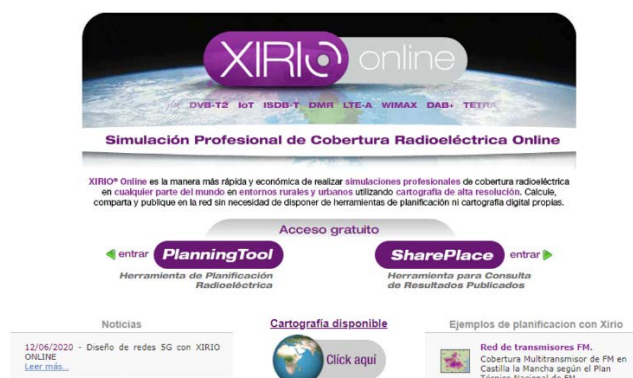 XIRIO online
DVB-T2 IoT ISDB-T DMR LTE-A WIMAX DAB+ TETRA
Simulación Profesional de Cobertura Radioeléctrica Online
XIRIO® Online es la manera más rápida y económica de realizar simulaciones profesionales de cobertura radioeléctrica
en cualquier parte del mundo en entornos rurales y urbanos utilizando cartografía de alta resolución. Calcule,
comparta y publique en la red sin necesidad de disponer de herramientas de planificación ni cartografía digital propias.
Acceso gratuito
entrar PlanningTool
Herramienta de Planificación
Radioeléctrica
SharePlace entrar
Herramienta para Consulta
de Resultados Publicados
Noticias
12/06/2020 - Diseño de redes 5G con XIRIO
ONLINE
Leer más...
Cartografía disponible
Click aquí
Ejemplos de planificacion con Xirio
Red de transmisores FM.
Cobertura Multitransmisor de FM en
Castilla la Mancha según el Plan
Técnico Nacional de FM